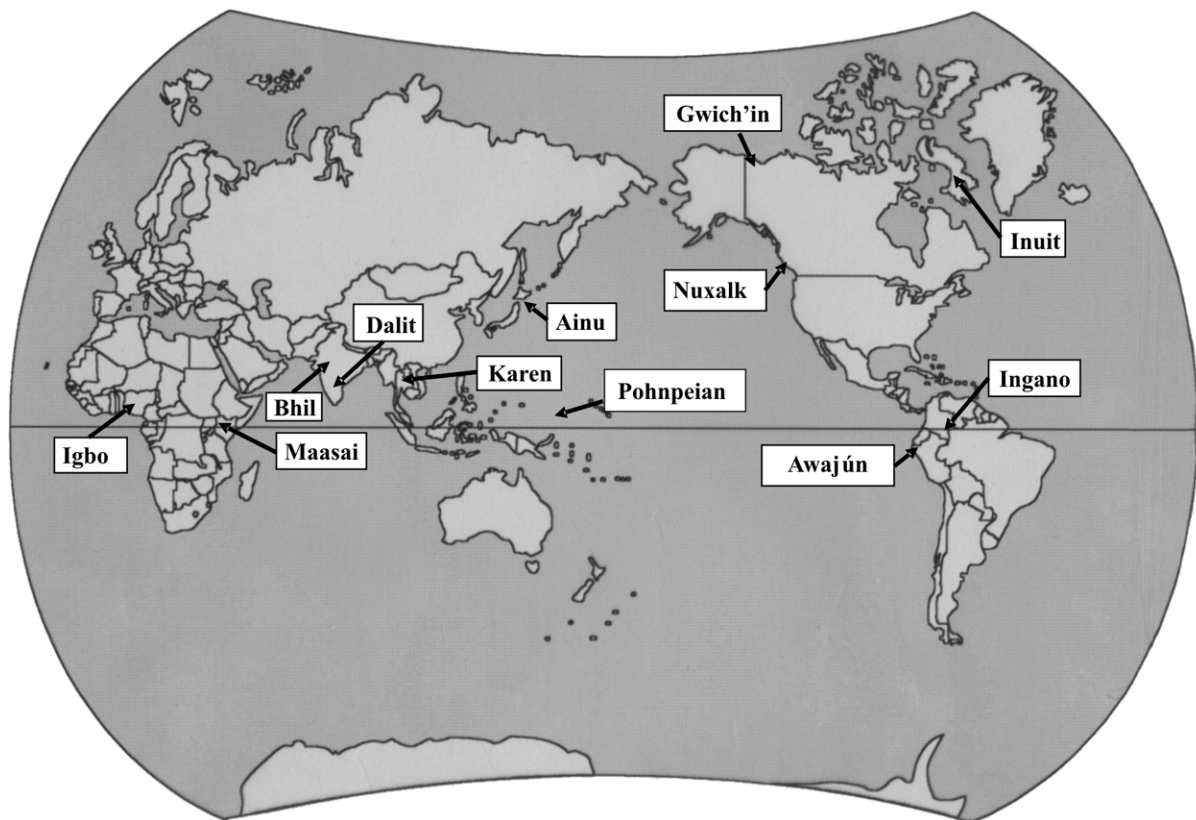 Gwich'in
Inuit
Nuxalk
Dalit
Ainu
Karen
Ingano
Pohnpeian
Bhil
Igbo
Maasai
Awajún